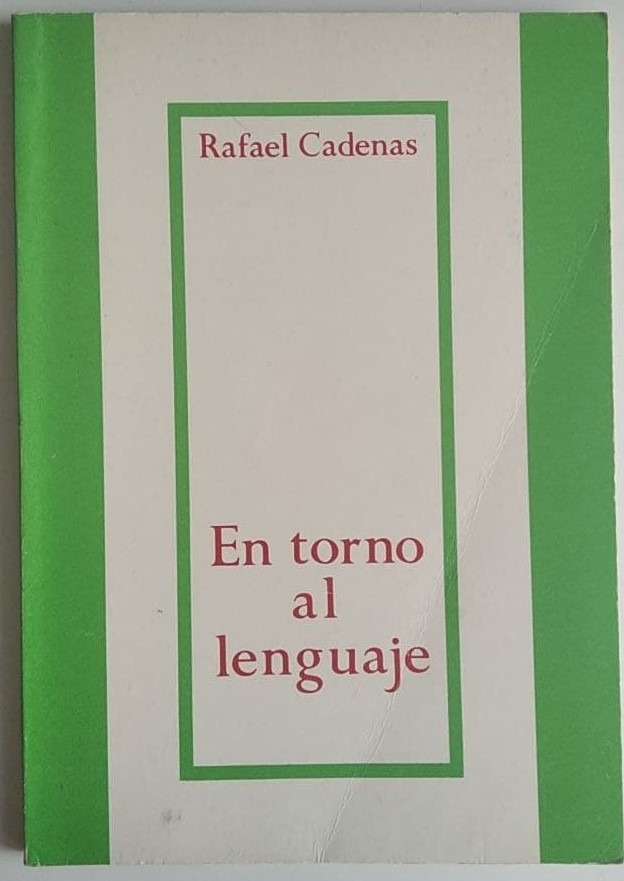 Rafael Cadenas
En torno
al
lenguaje